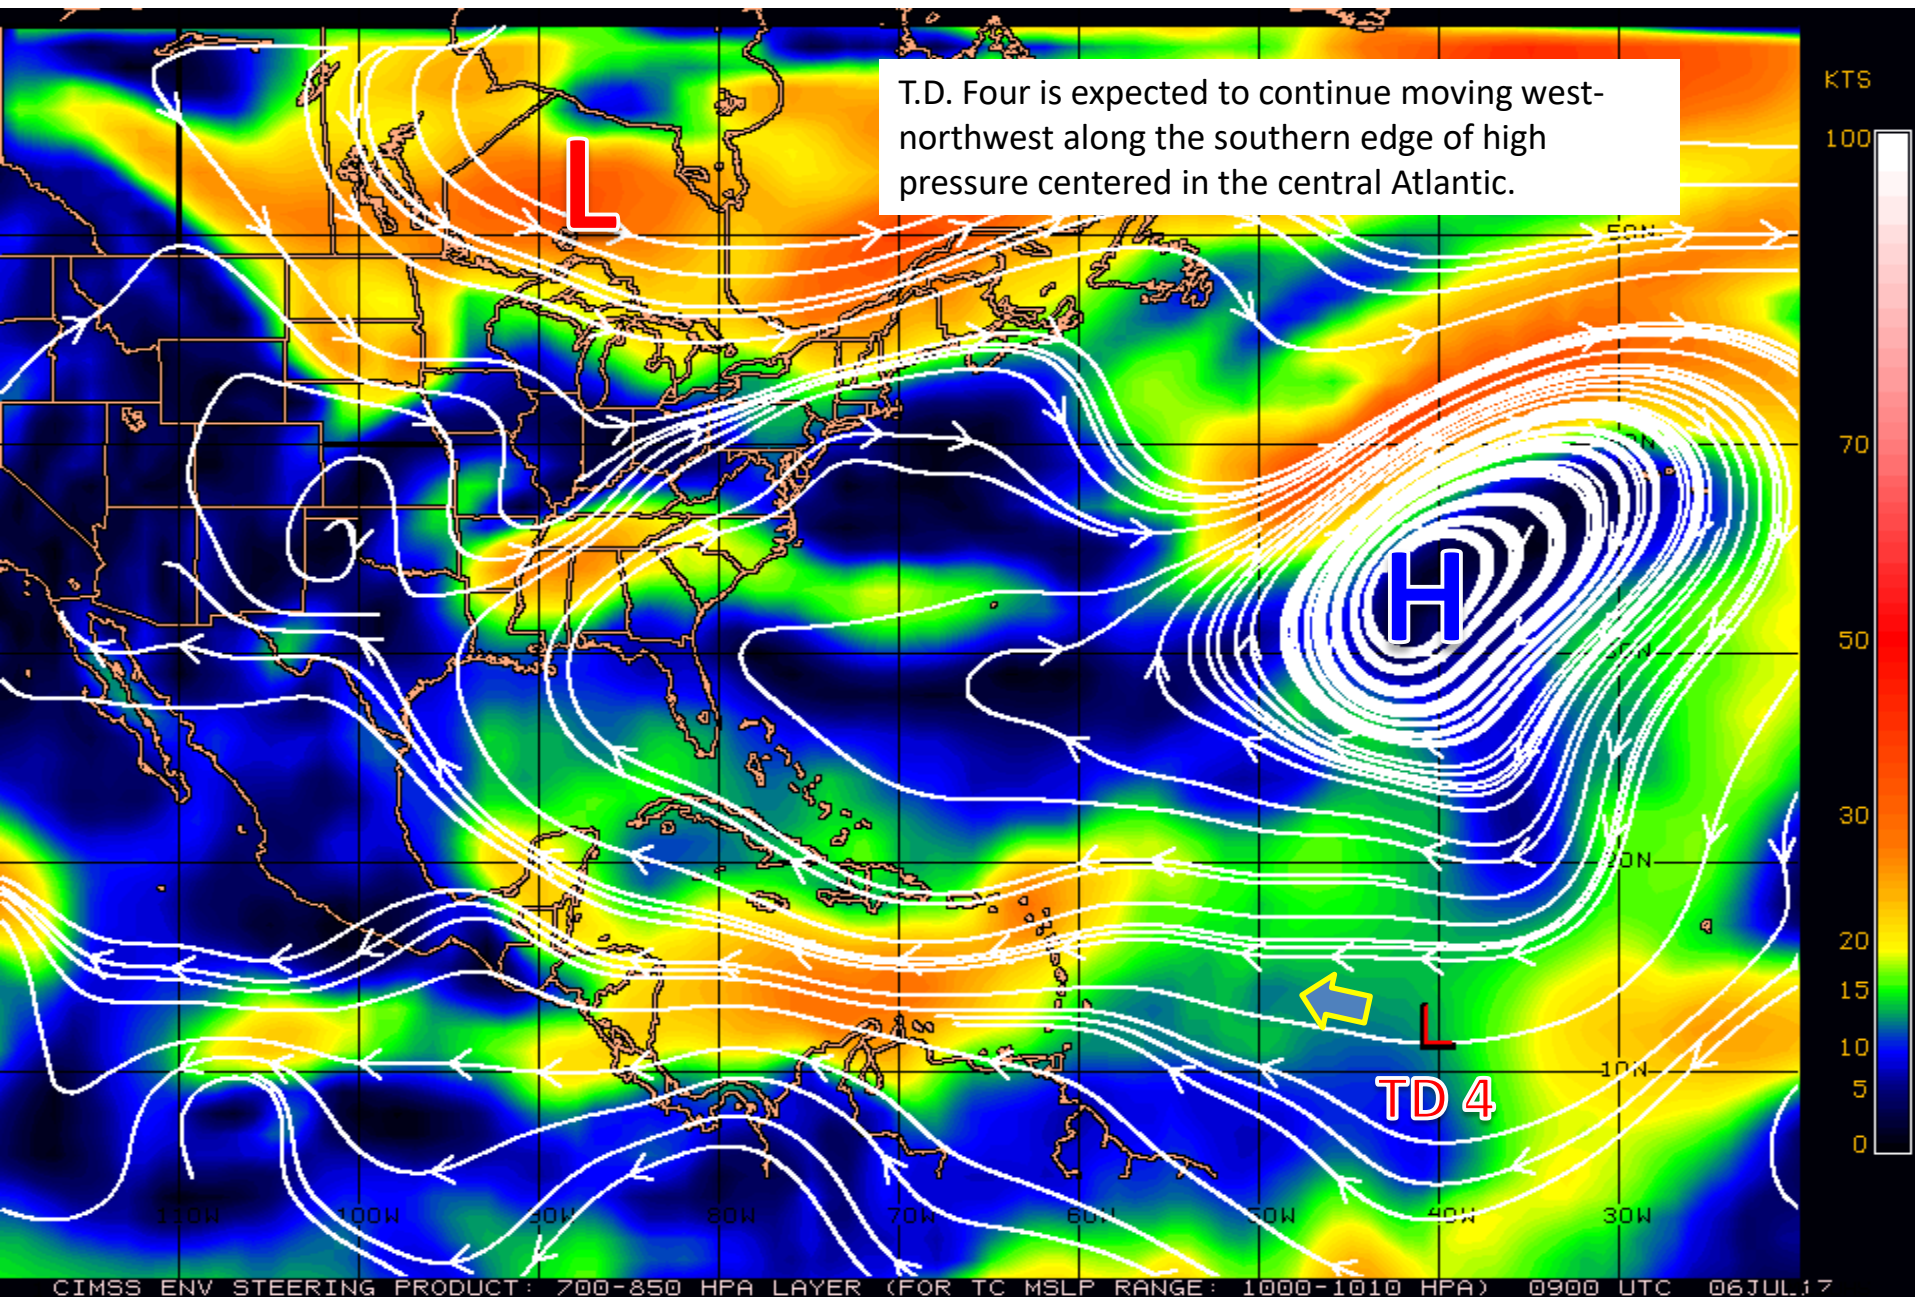 T.D. Four is expected to continue moving west-
northwest along the southern edge of high
pressure centered in the central Atlantic.
KTS
100
70
50
30
20
15
10
5
0
L
50N
40N
H
30N
20N
L
10N
TD 4
110W 100W 90W 80W 70W 60W 50W 40W 30W
CIMSS ENV STEERING PRODUCT: 700-850 HPA LAYER (FOR TC MSLP RANGE: 1000-1010 HPA) 0900 UTC 06JUL17